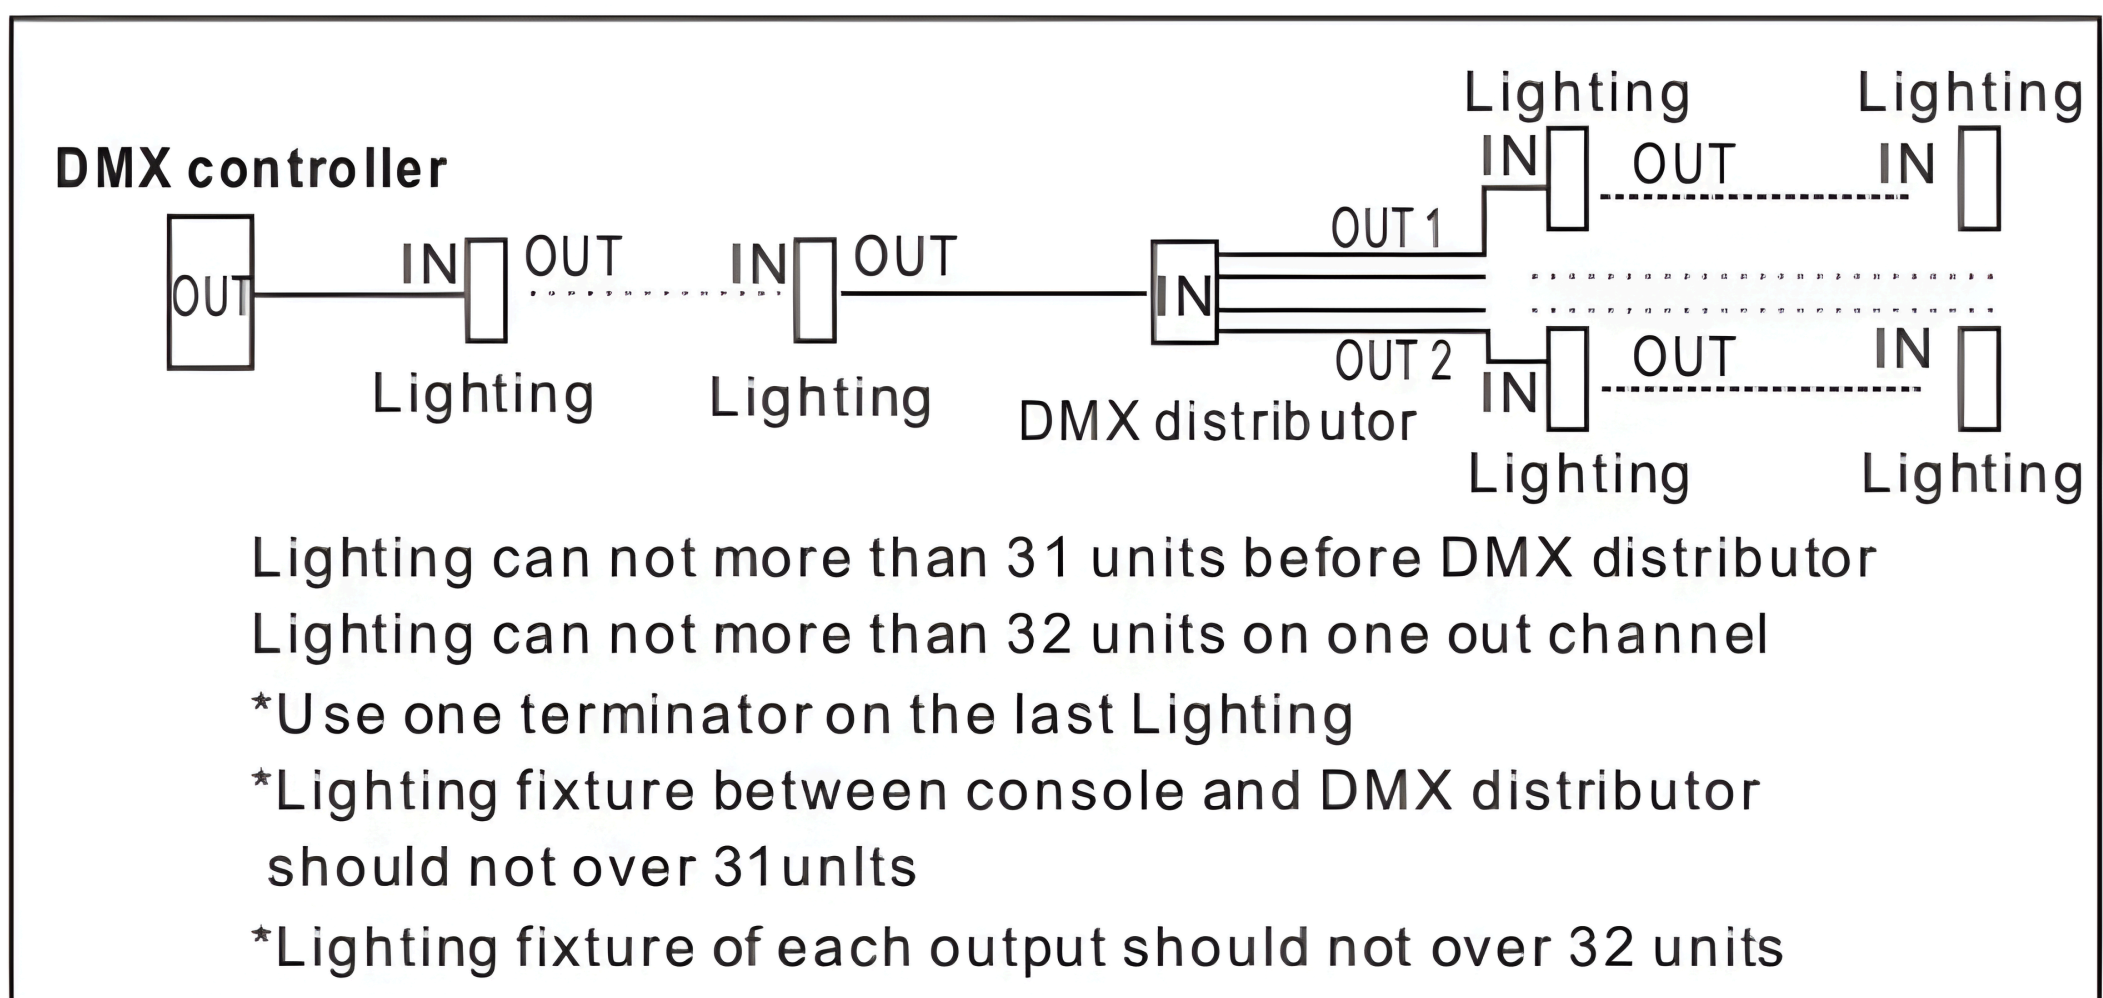 Lighting Lighting
DMX controller
IN OUT IN
OUT 1
IN OUT IN OUT
OUT IN
OUT 2 OUT IN
IN
Lighting Lighting DMX distributor
Lighting Lighting
Lighting can not more than 31 units before DMX distributor
Lighting can not more than 32 units on one out channel
*Use one terminator on the last Lighting
*Lighting fixture between console and DMX distributor
should not over 31unlts
*Lighting fixture of each output should not over 32 units